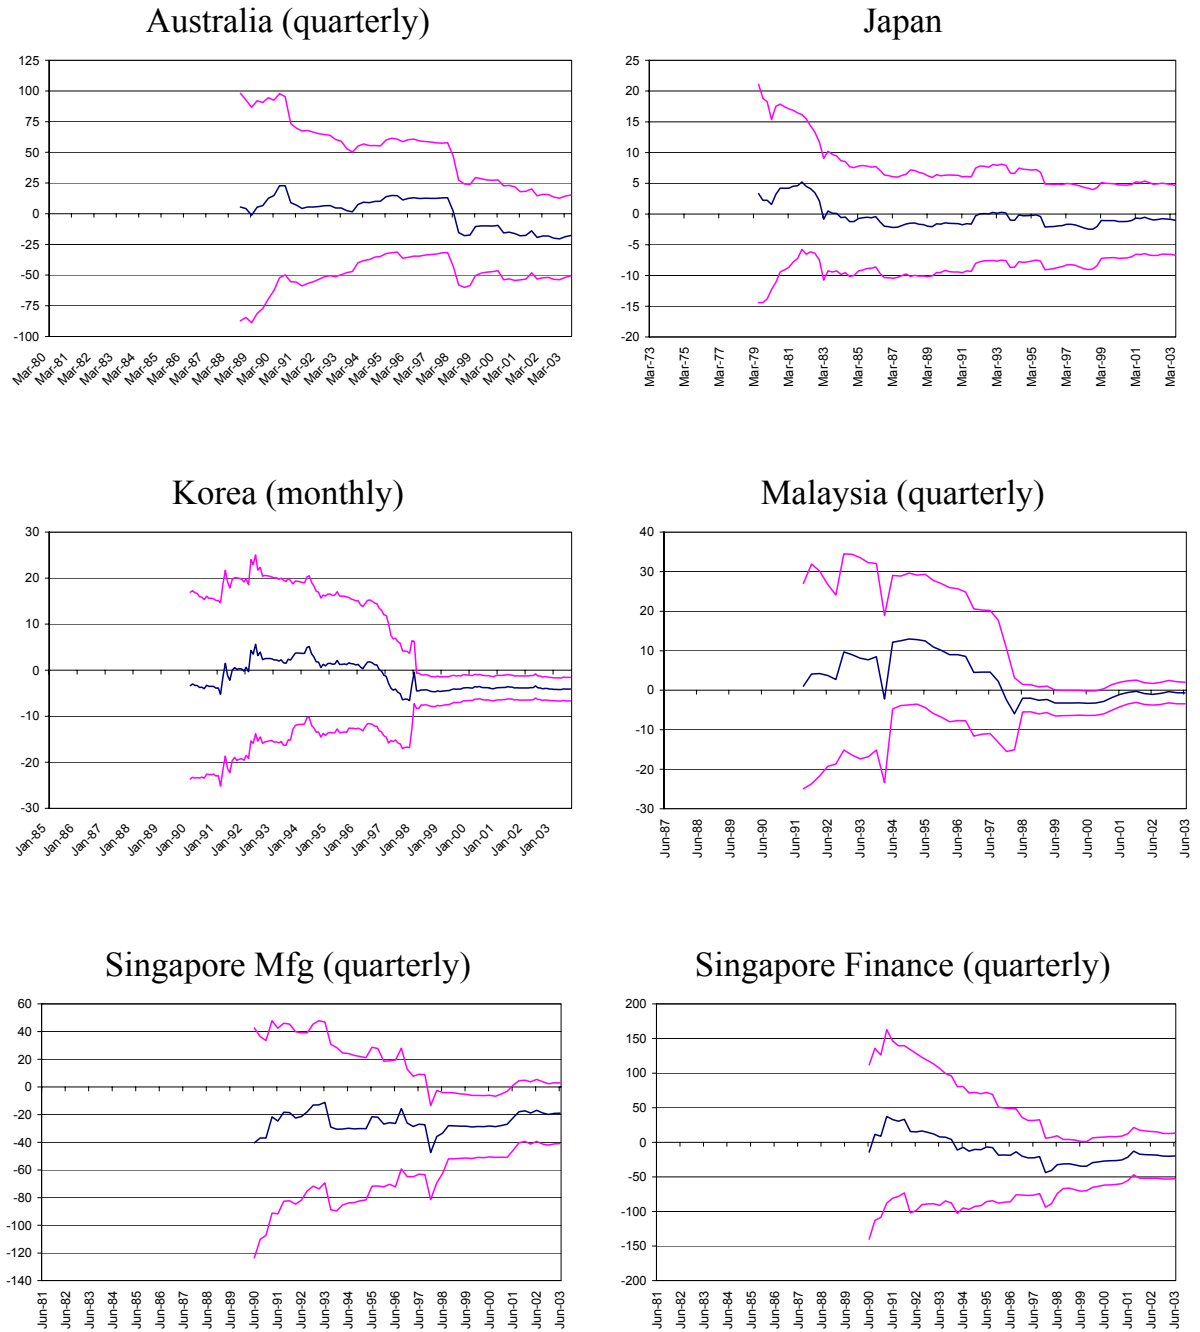 Australia (quarterly)
125
100
75
50
25
0
-25
-50
-75
-100
Mar-80
Mar-81
Mar-82
Mar-83
Mar-84
Mar-85
Mar-86
Mar-87
Mar-88
Mar-89
Mar-90
Mar-91
Mar-92
Mar-93
Mar-94
Mar-95
Mar-96
Mar-97
Mar-98
Mar-99
Mar-00
Mar-01
Mar-02
Mar-03
Japan
25
20
15
10
5
0
-5
-10
-15
-20
Mar-73
Mar-75
Mar-77
Mar-79
Mar-81
Mar-83
Mar-85
Mar-87
Mar-89
Mar-91
Mar-93
Mar-95
Mar-97
Mar-99
Mar-01
Mar-03
Korea (monthly)
30
20
10
0
-10
-20
-30
Jan-85
Jan-86
Jan-87
Jan-88
Jan-89
Jan-90
Jan-91
Jan-92
Jan-93
Jan-94
Jan-95
Jan-96
Jan-97
Jan-98
Jan-99
Jan-00
Jan-01
Jan-02
Jan-03
Malaysia (quarterly)
40
30
20
10
0
-10
-20
-30
Jun-87
Jun-88
Jun-89
Jun-90
Jun-91
Jun-92
Jun-93
Jun-94
Jun-95
Jun-96
Jun-97
Jun-98
Jun-99
Jun-00
Jun-01
Jun-02
Jun-03
Singapore Mfg (quarterly)
60
40
20
0
-20
-40
-60
-80
-100
-120
-140
Jun-81
Jun-82
Jun-83
Jun-84
Jun-85
Jun-86
Jun-87
Jun-88
Jun-89
Jun-90
Jun-91
Jun-92
Jun-93
Jun-94
Jun-95
Jun-96
Jun-97
Jun-98
Jun-99
Jun-00
Jun-01
Jun-02
Jun-03
Singapore Finance (quarterly)
200
150
100
50
0
-50
-100
-150
-200
Jun-81
Jun-82
Jun-83
Jun-84
Jun-85
Jun-86
Jun-87
Jun-88
Jun-89
Jun-90
Jun-91
Jun-92
Jun-93
Jun-94
Jun-95
Jun-96
Jun-97
Jun-98
Jun-99
Jun-00
Jun-01
Jun-02
Jun-03